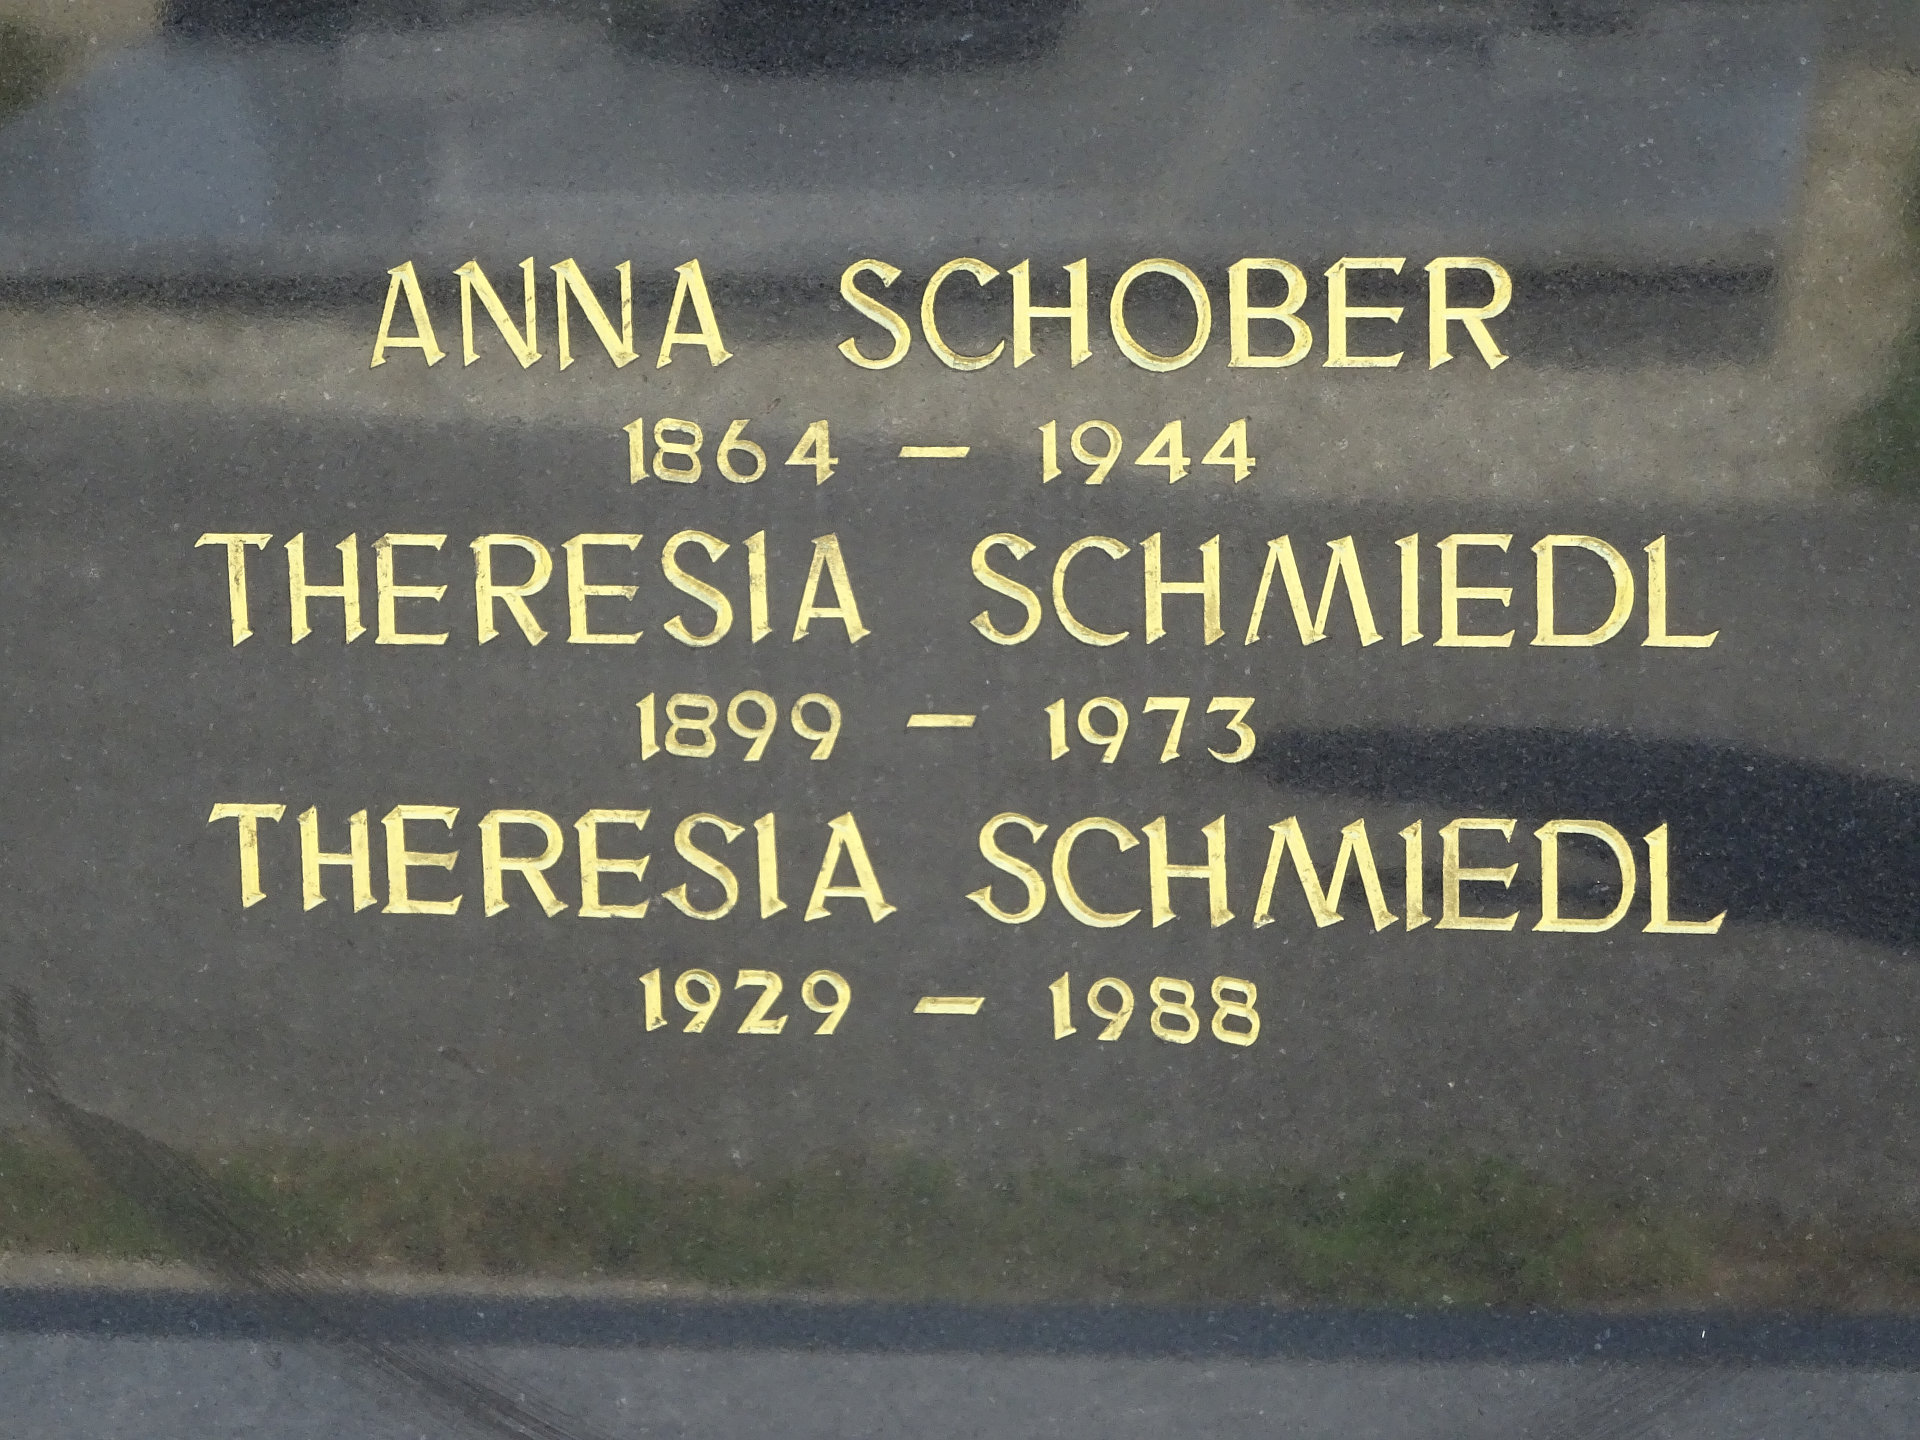 ANNA SCHOBER
1864 – 1944
THERESIA SCHMIEDL
1899 – 1973
THERESIA SCHMIEDL
1929 – 1988